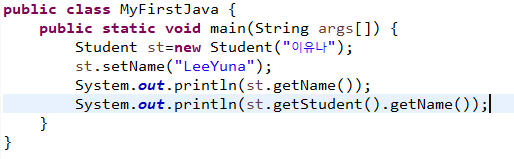 public class MyFirstJava {
    public static void main(String args[]) {
        Student st=new Student("이유나");
        st.setName("LeeYuna");
        System.out.println(st.getName());
        System.out.println(st.getStudent().getName());
    }
}